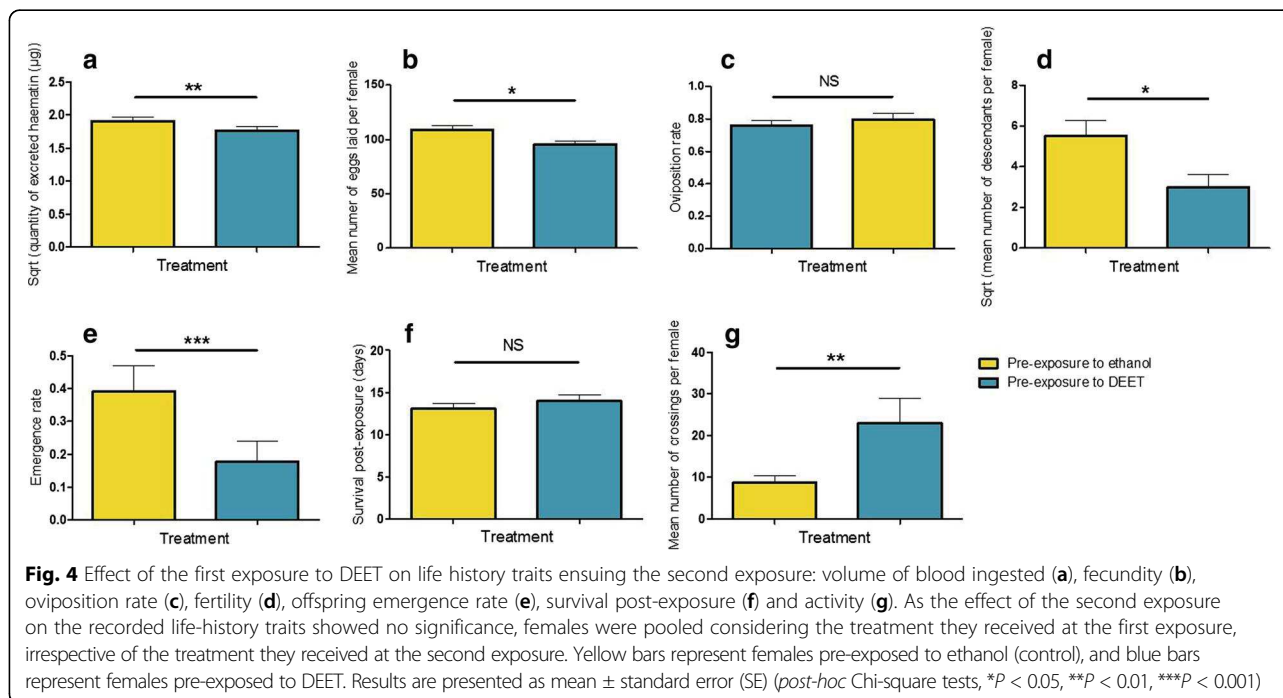 a
Sqrt (quantity of excreted haematin (µg))
2.5
2.0
1.5
1.0
0.5
0.0
**
Treatment
b
Mean numer of eggs laid per female
150
100
50
0
*
Treatment
c
Oviposition rate
1.0
0.8
0.6
0.4
0.2
0.0
NS
Treatment
d
Sqrt (mean number of descendants per female)
8
6
4
2
0
*
Treatment
e
Emergence rate
0.5
0.4
0.3
0.2
0.1
0.0
***
Treatment
f
Survival post-exposure (days)
20
15
10
5
0
NS
Treatment
g
Mean number of crossings per female
40
30
20
10
0
**
Treatment
Pre-exposure to ethanol
Pre-exposure to DEET
Fig. 4 Effect of the first exposure to DEET on life history traits ensuing the second exposure: volume of blood ingested (a), fecundity (b),
oviposition rate (c), fertility (d), offspring emergence rate (e), survival post-exposure (f) and activity (g). As the effect of the second exposure
on the recorded life-history traits showed no significance, females were pooled considering the treatment they received at the first exposure,
irrespective of the treatment they received at the second exposure. Yellow bars represent females pre-exposed to ethanol (control), and blue bars
represent females pre-exposed to DEET. Results are presented as mean ± standard error (SE) (post-hoc Chi-square tests, *P < 0.05, **P < 0.01, ***P < 0.001)